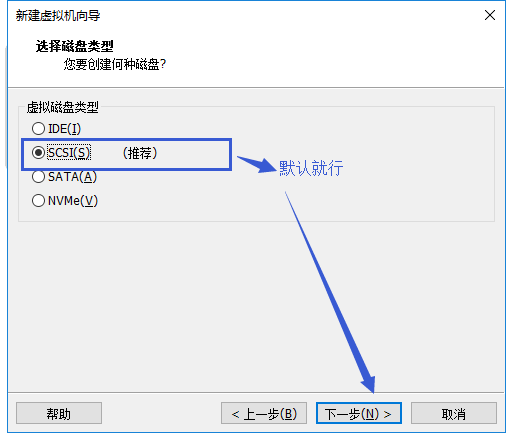 新建虚拟机向导
选择磁盘类型
您要创建何种磁盘?
虚拟磁盘类型
IDE(I)
SCSI(S) （推荐）
默认就行
SATA(A)
NVMe(V)
帮助
< 上一步(B)
下一步(N) >
取消